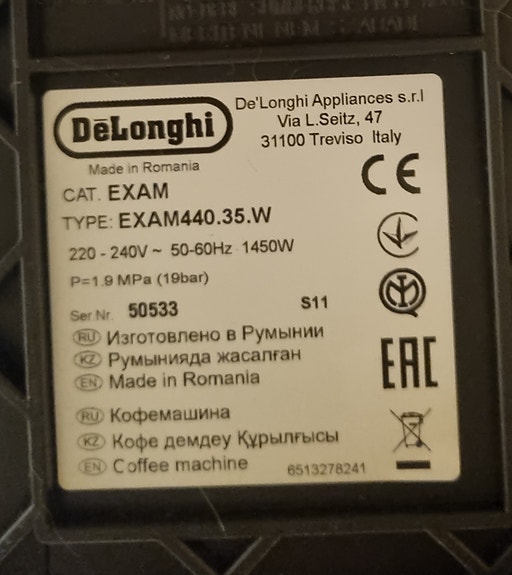 DēLonghi
De'Longhi Appliances s.r.l
Via L.Seitz, 47
31100 Treviso Italy
Made in Romania
CAT. EXAM
TYPE: EXAM440.35.W
220 - 240V ~ 50-60Hz 1450W
P=1.9 MPa (19bar)
Ser.Nr. 50533 S11
RU Изготовлено в Румынии
KZ Румынияда жасалған
EN Made in Romania
RU Кофемашина
KZ Кофе демдеу Құрылғысы
EN Coffee machine
6513278241
CE
EAC